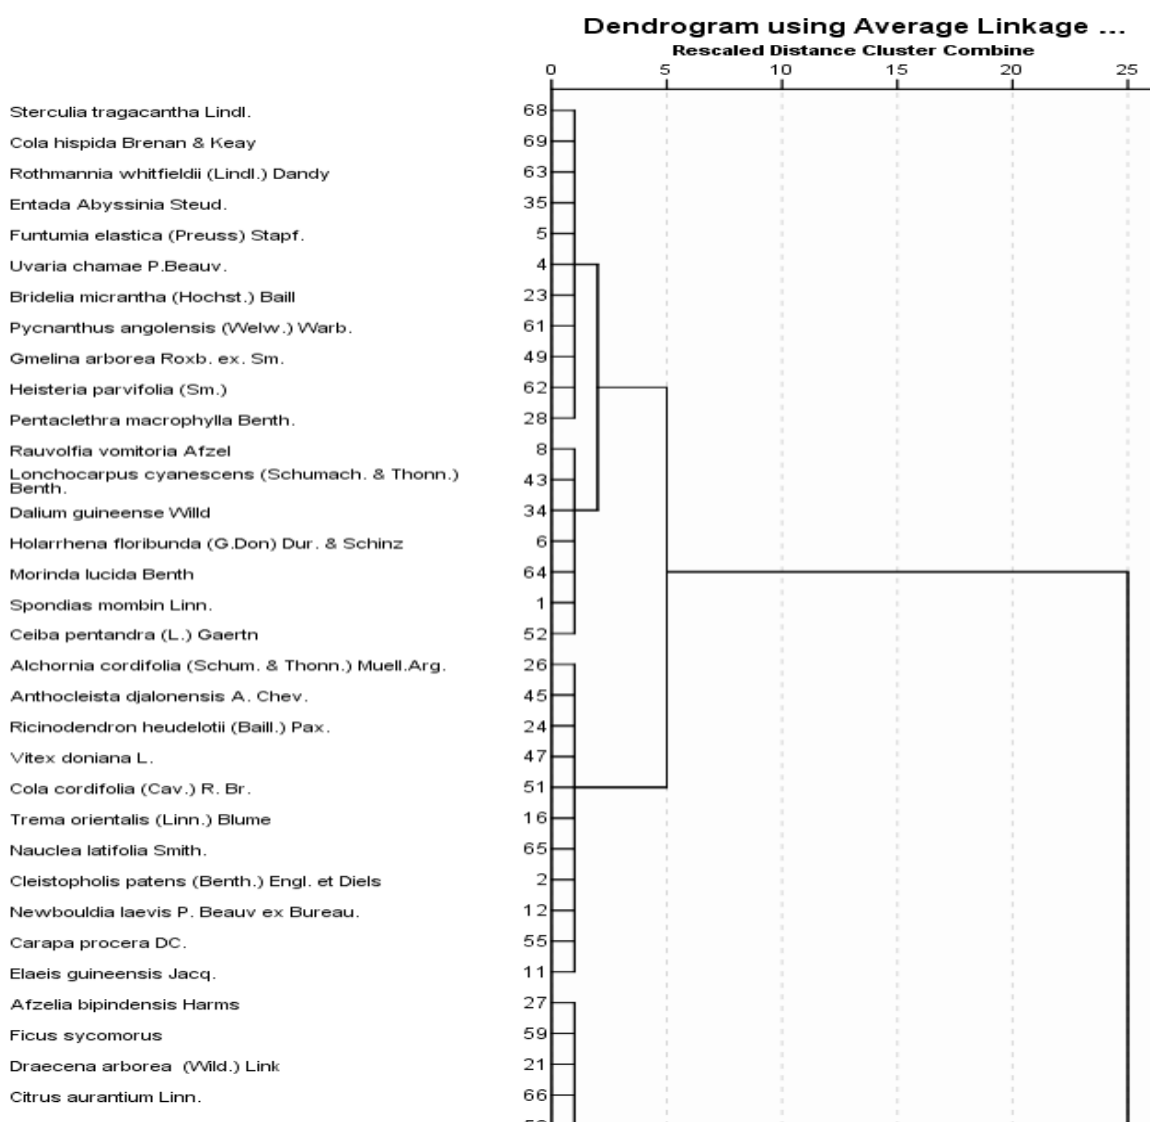 Dendrogram using Average Linkage ...
Rescaled Distance Cluster Combine
0 5 10 15 20 25
Sterculia tragacantha Lindl. 68
Cola hispida Brenan & Keay 69
Rothmannia whitfieldii (Lindl.) Dandy 63
Entada Abyssinia Steud. 35
Funtumia elastica (Preuss) Stapf. 5
Uvaria chamae P.Beauv. 4
Bridelia micrantha (Hochst.) Baill 23
Pycnanthus angolensis (Welw.) Warb. 61
Gmelina arborea Roxb. ex. Sm. 49
Heisteria parvifolia (Sm.) 62
Pentaclethra macrophylla Benth. 28
Rauvolfia vomitoria Afzel 8
Lonchocarpus cyanescens (Schumach. & Thonn.) 43
Benth.
Dalium guineense Willd 34
Holarrhena floribunda (G.Don) Dur. & Schinz 6
Morinda lucida Benth 64
Spondias mombin Linn. 1
Ceiba pentandra (L.) Gaertn 52
Alchornia cordifolia (Schum. & Thonn.) Muell.Arg. 26
Anthocleista djalonensis A. Chev. 45
Ricinodendron heudelotii (Baill.) Pax. 24
Vitex doniana L. 47
Cola cordifolia (Cav.) R. Br. 51
Trema orientalis (Linn.) Blume 16
Nauclea latifolia Smith. 65
Cleistopholis patens (Benth.) Engl. et Diels 2
Newbouldia laevis P. Beauv ex Bureau. 12
Carapa procera DC. 55
Elaeis guineensis Jacq. 11
Afzelia bipindensis Harms 27
Ficus sycomorus 59
Draecena arborea (Wild.) Link 21
Citrus aurantium Linn. 66